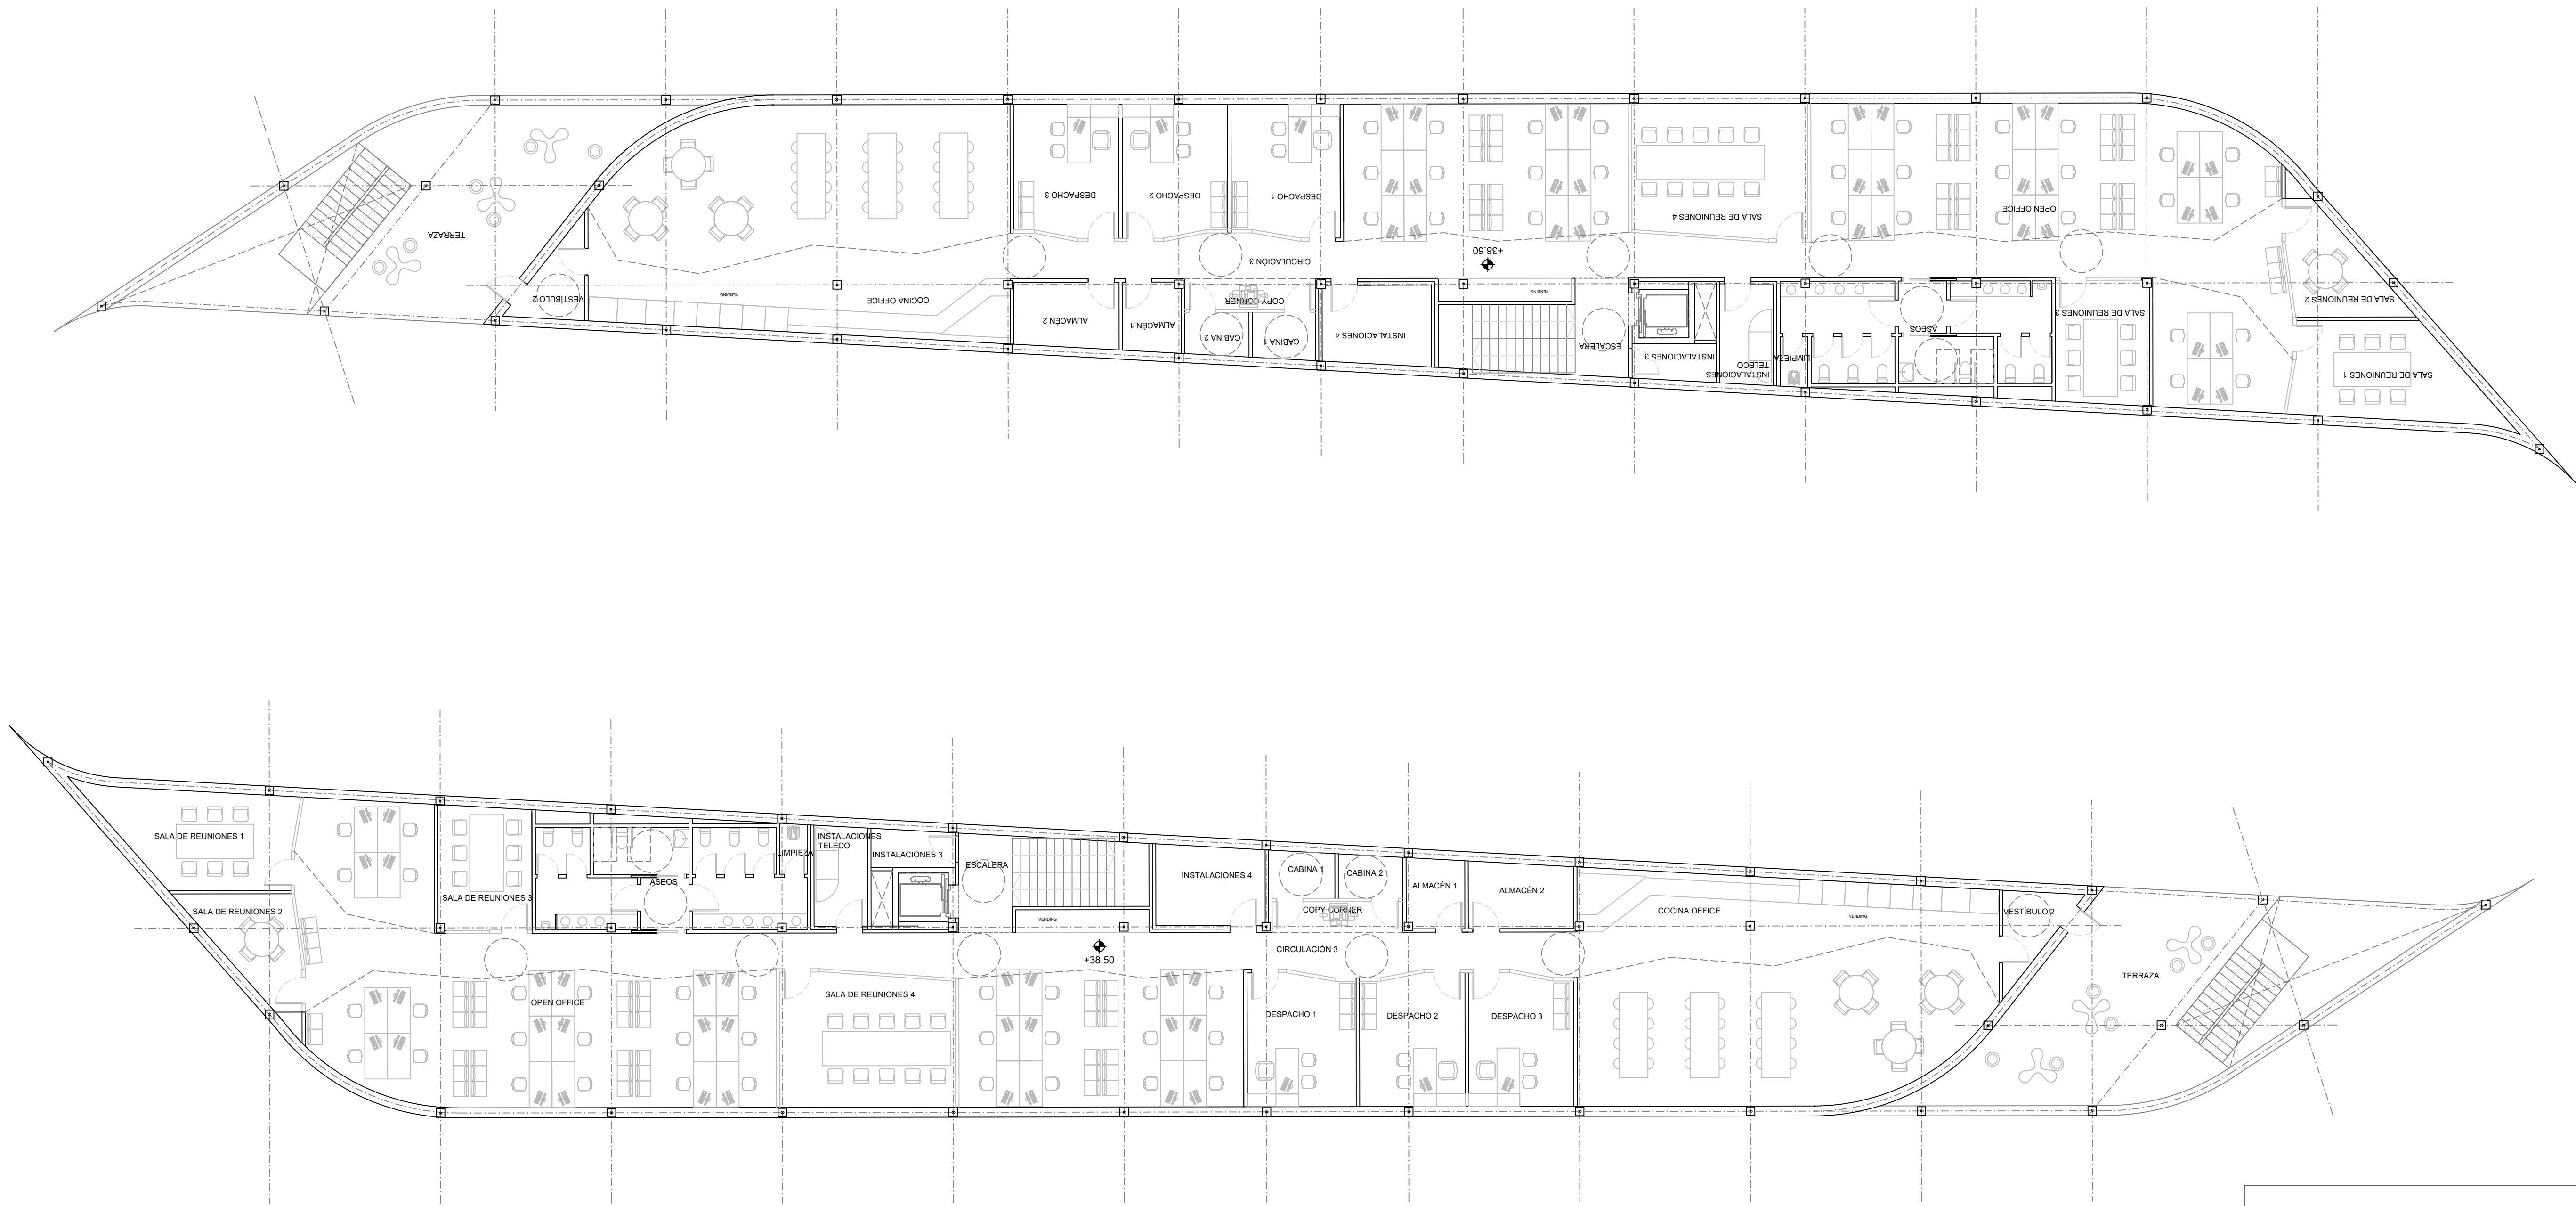 TERRAZA
VESTÍBULO 2
VENDING
COCINA OFFICE
DESPACHO 3
DESPACHO 2
DESPACHO 1
CIRCULACIÓN 3
ALMACÉN 2
ALMACÉN 1
COPY CORNER
CABINA 2
CABINA 1
INSTALACIONES 4
+38.50
VENDING
ESCALERA
SALA DE REUNIONES 4
INSTALACIONES 3
INSTALACIONES
TELECO
LIMPIEZA
ASEOS
OPEN OFFICE
SALA DE REUNIONES 3
SALA DE REUNIONES 2
SALA DE REUNIONES 1
SALA DE REUNIONES 1
SALA DE REUNIONES 2
SALA DE REUNIONES 3
ASEOS
LIMPIEZA
INSTALACIONES
TELECO
INSTALACIONES 3
ESCALERA
VENDING
+38.50
OPEN OFFICE
SALA DE REUNIONES 4
INSTALACIONES 4
CABINA 1
CABINA 2
COPY CORNER
ALMACÉN 1
ALMACÉN 2
CIRCULACIÓN 3
DESPACHO 1
DESPACHO 2
DESPACHO 3
COCINA OFFICE
VENDING
VESTÍBULO 2
TERRAZA